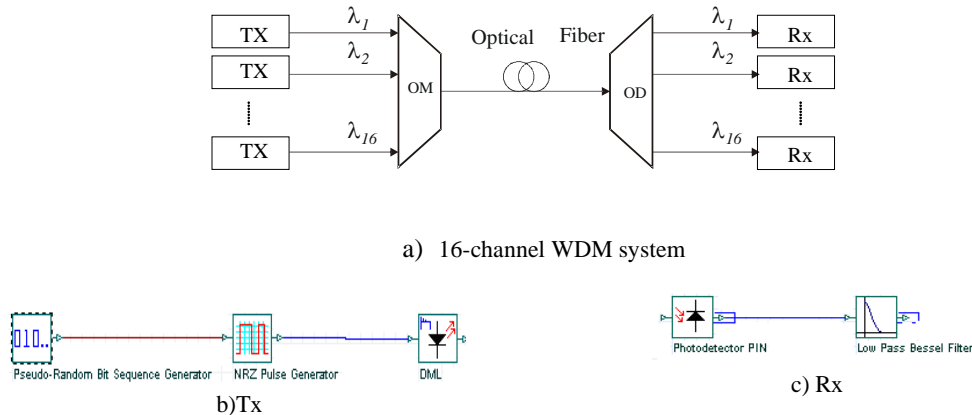 TX λ1 λ1 Rx
Optical Fiber
TX λ2 λ2 Rx
OM OD
TX λ16 λ16 Rx
a) 16-channel WDM system
010..
Pseudo-Random Bit Sequence Generator NRZ Pulse Generator DML
b)Tx
Photodetector PIN Low Pass Bessel Filter
c) Rx